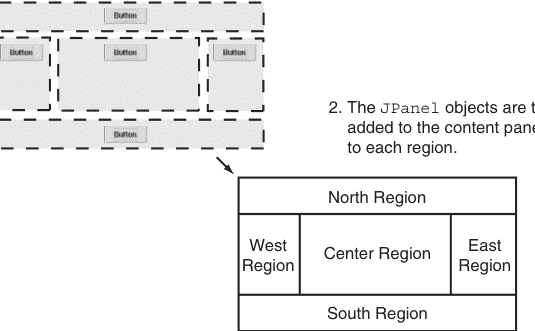 Button
Button Button Button
Button
2. The JPanel objects are
added to the content pane
to each region.
North Region
West
Region
Center Region
East
Region
South Region